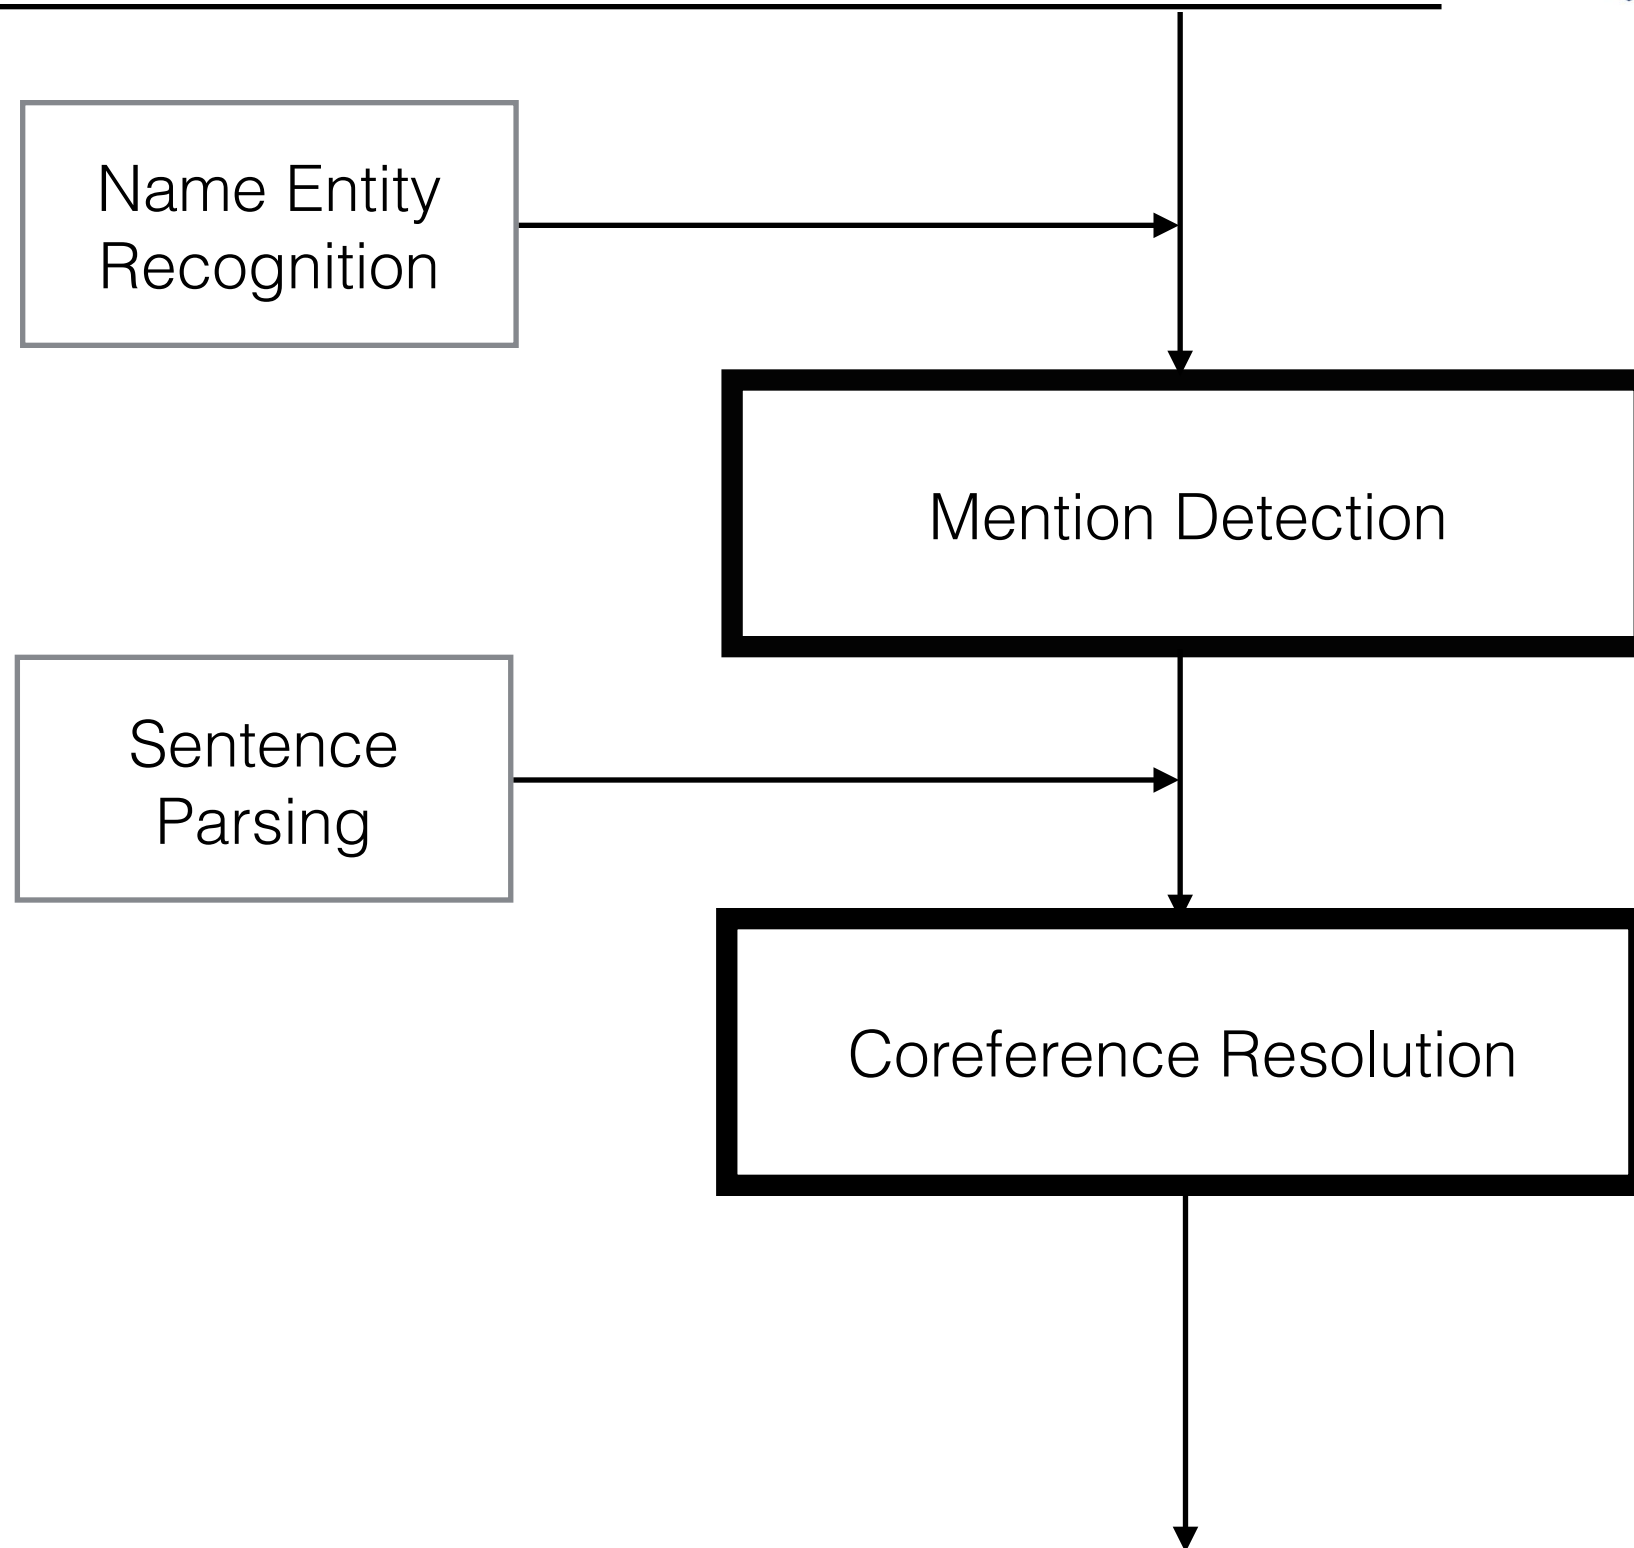 Name Entity
Recognition
Mention Detection
Sentence
Parsing
Coreference Resolution